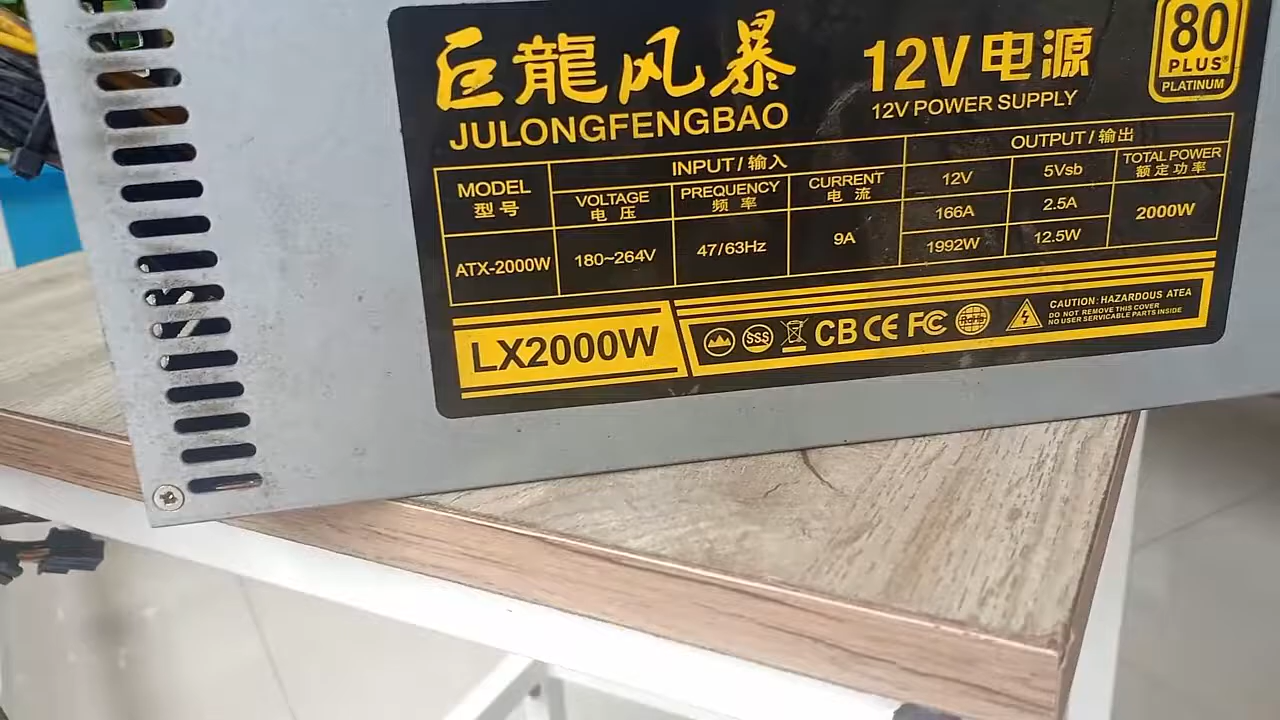 巨龍风暴
JULONGFENGBAO
12V电源
12V POWER SUPPLY
80
PLUS®
PLATINUM
MODEL
型号
INPUT/输入
OUTPUT/输出
VOLTAGE
电压
PREQUENCY
频率
CURRENT
电流
12V
5Vsb
TOTAL POWER
额定功率
ATX-2000W
180~264V
47/63Hz
9A
166A
2.5A
2000W
1992W
12.5W
LX2000W
SSS
CB CE FC
CAUTION: HAZARDOUS ATEA
DO NOT REMOVE THIS COVER
NO USER SERVICABLE PARTS INSIDE